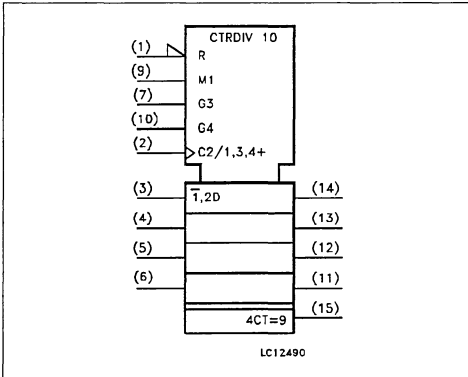 CTRDIV 10
(1) R
(9) M1
(7) G3
(10) G4
(2) C2/1,3,4+
(3) 1̅,2D (14)
(4) (13)
(5) (12)
(6) (11)
4CT=9 (15)
LC12490